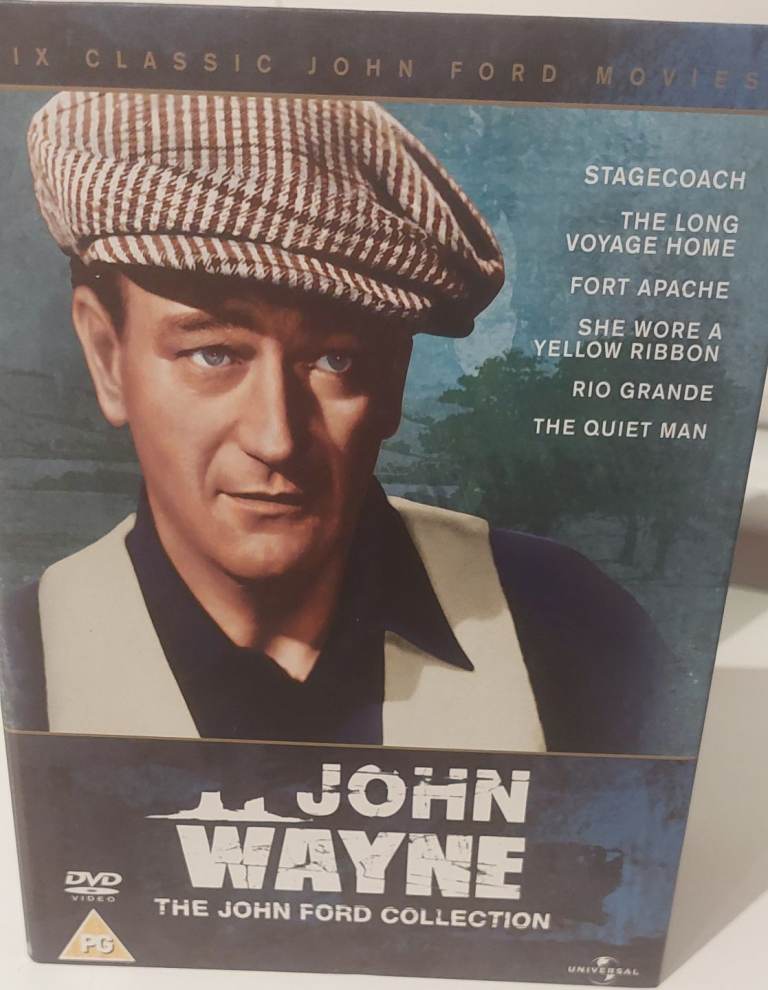 IX CLASSIC JOHN FORD MOVIES
STAGECOACH
THE LONG
VOYAGE HOME
FORT APACHE
SHE WORE A
YELLOW RIBBON
RIO GRANDE
THE QUIET MAN
JOHN
WAYNE
THE JOHN FORD COLLECTION
DVD
VIDEO
PG
UNIVERSAL